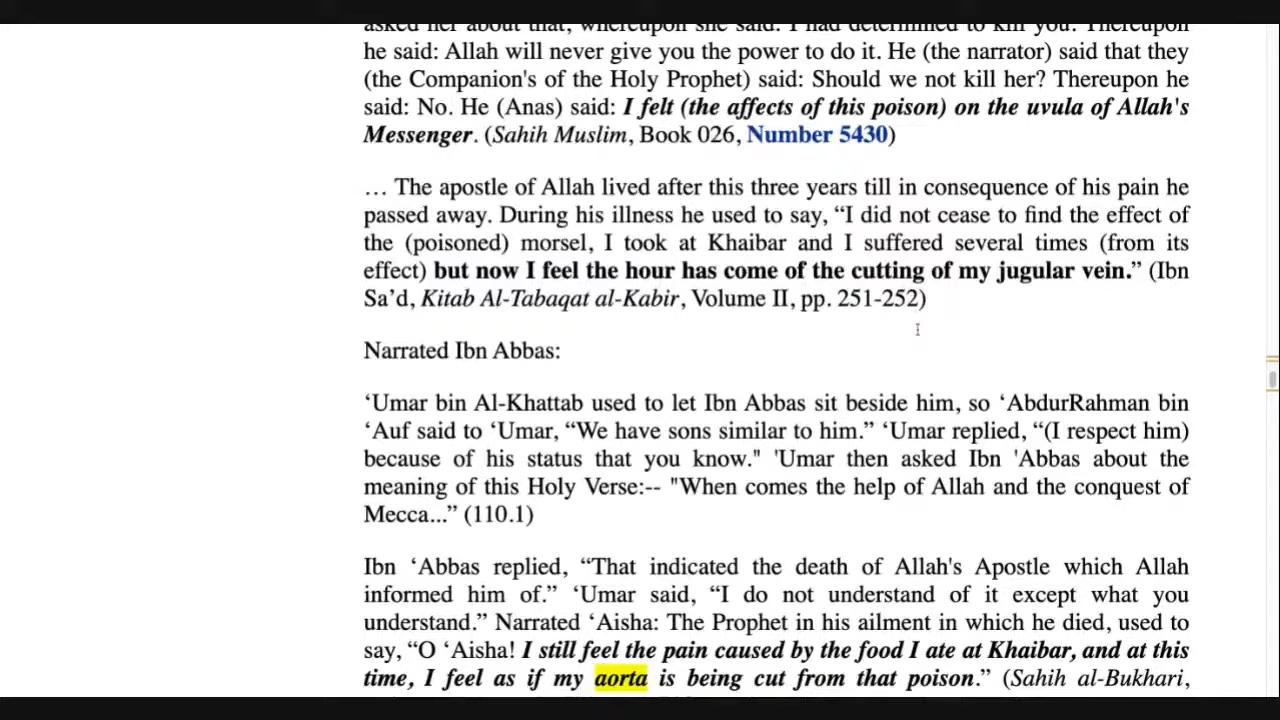 asked her about that, whereupon she said: I had determined to kill you. Thereupon
he said: Allah will never give you the power to do it. He (the narrator) said that they
(the Companion's of the Holy Prophet) said: Should we not kill her? Thereupon he
said: No. He (Anas) said: I felt (the affects of this poison) on the uvula of Allah's
Messenger. (Sahih Muslim, Book 026, Number 5430)
… The apostle of Allah lived after this three years till in consequence of his pain he
passed away. During his illness he used to say, “I did not cease to find the effect of
the (poisoned) morsel, I took at Khaibar and I suffered several times (from its
effect) but now I feel the hour has come of the cutting of my jugular vein.” (Ibn
Sa’d, Kitab Al-Tabaqat al-Kabir, Volume II, pp. 251-252)
Narrated Ibn Abbas:
‘Umar bin Al-Khattab used to let Ibn Abbas sit beside him, so ‘AbdurRahman bin
‘Auf said to ‘Umar, “We have sons similar to him.” ‘Umar replied, “(I respect him)
because of his status that you know." 'Umar then asked Ibn 'Abbas about the
meaning of this Holy Verse:-- "When comes the help of Allah and the conquest of
Mecca...” (110.1)
Ibn ‘Abbas replied, “That indicated the death of Allah's Apostle which Allah
informed him of.” ‘Umar said, “I do not understand of it except what you
understand.” Narrated ‘Aisha: The Prophet in his ailment in which he died, used to
say, “O ‘Aisha! I still feel the pain caused by the food I ate at Khaibar, and at this
time, I feel as if my aorta is being cut from that poison.” (Sahih al-Bukhari,